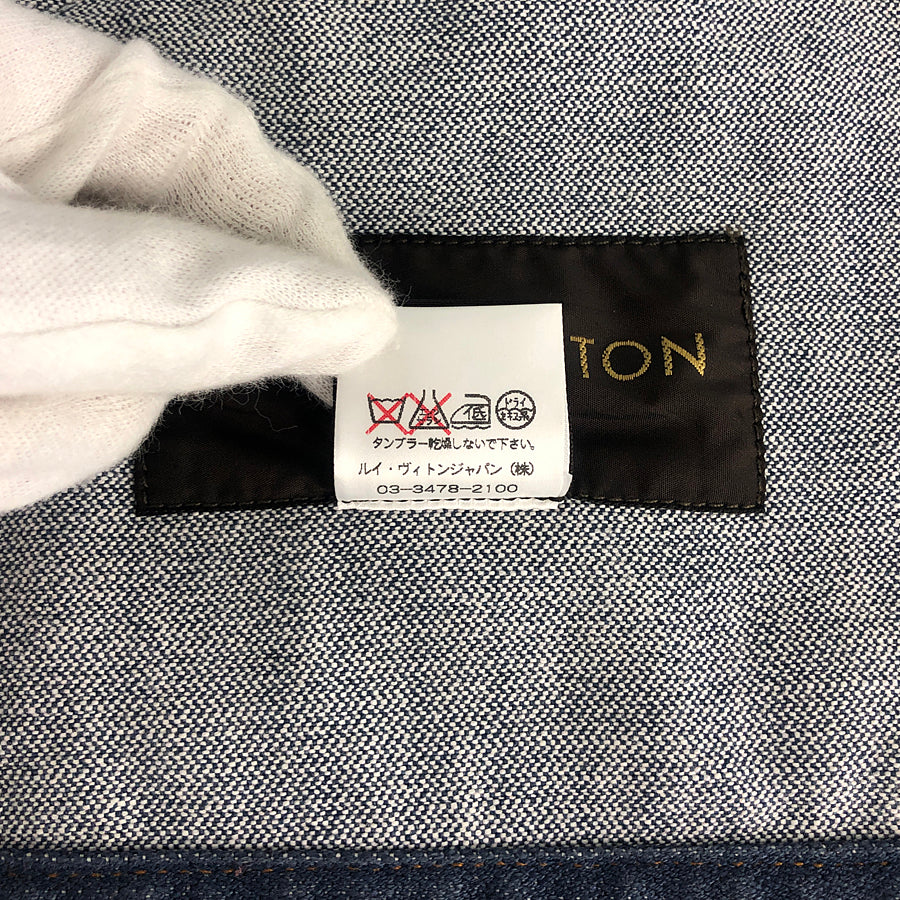 TON
低 ドライ
タンブラー乾燥しないで下さい。
ルイ・ヴィトンジャパン(株)
03-3478-2100